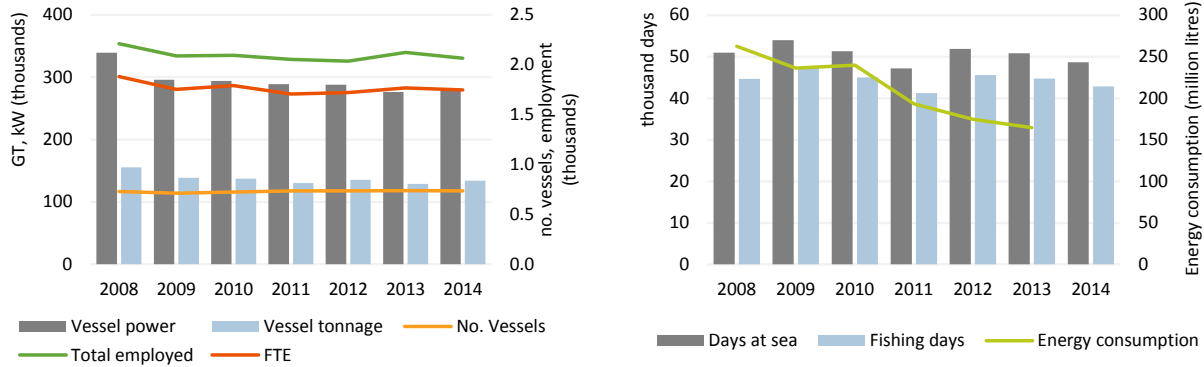 GT, kW (thousands)
400
300
200
100
0
2.5
2.0
1.5
1.0
0.5
0.0
no. vessels, employment
(thousands)
2008 2009 2010 2011 2012 2013 2014
Vessel power Vessel tonnage No. Vessels
Total employed FTE
thousand days
60
50
40
30
20
10
0
300
250
200
150
100
50
0
Energy consumption (million litres)
2008 2009 2010 2011 2012 2013 2014
Days at sea Fishing days Energy consumption